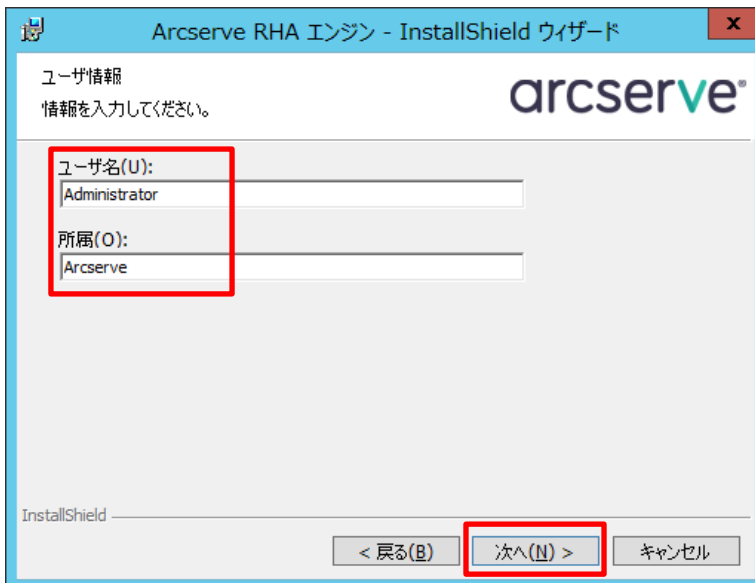 Arcserve RHA エンジン - InstallShield ウィザード
x
ユーザ情報
情報を入力してください。
arcserve®
ユーザ名(U):
Administrator
所属(O):
Arcserve
InstallShield
< 戻る(B)
次へ(N) >
キャンセル